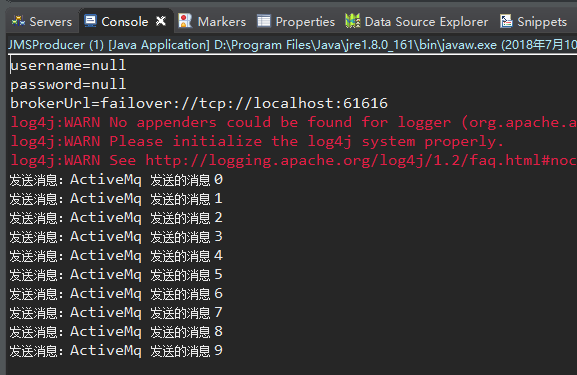 Servers Console Markers Properties Data Source Explorer Snippets
JMSProducer (1) [Java Application] D:\Program Files\Java\jre1.8.0_161\bin\javaw.exe (2018年7月10
username=null
password=null
brokerUrl=failover://tcp://localhost:61616
log4j:WARN No appenders could be found for logger (org.apache.a
log4j:WARN Please initialize the log4j system properly.
log4j:WARN See http://logging.apache.org/log4j/1.2/faq.html#noc
发送消息：ActiveMq 发送的消息0
发送消息：ActiveMq 发送的消息1
发送消息：ActiveMq 发送的消息2
发送消息：ActiveMq 发送的消息3
发送消息：ActiveMq 发送的消息4
发送消息：ActiveMq 发送的消息5
发送消息：ActiveMq 发送的消息6
发送消息：ActiveMq 发送的消息7
发送消息：ActiveMq 发送的消息8
发送消息：ActiveMq 发送的消息9